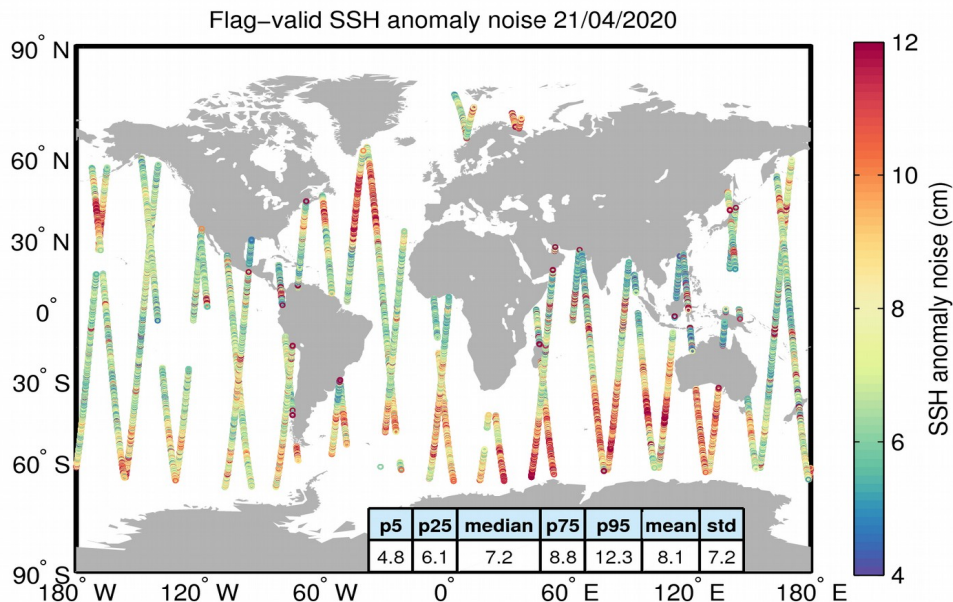 Flag–valid SSH anomaly noise 21/04/2020
90° N
60° N
30° N
0°
30° S
60° S
90° S
180° W
120° W
60° W
0°
60° E
120° E
180° E
p5 p25 median p75 p95 mean std
4.8 6.1 7.2 8.8 12.3 8.1 7.2
12
10
8
6
4
SSH anomaly noise (cm)